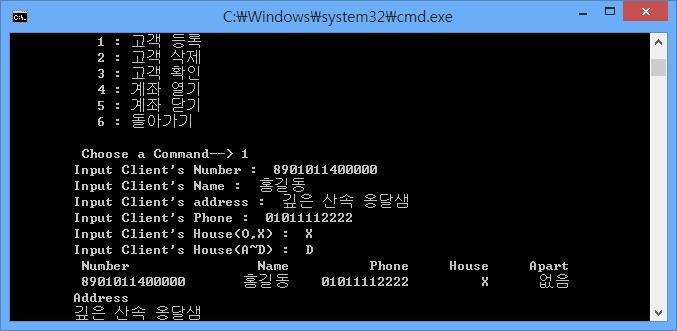 C:₩Windows₩system32₩cmd.exe
1 : 고객 등록
2 : 고객 삭제
3 : 고객 확인
4 : 계좌 열기
5 : 계좌 닫기
6 : 돌아가기
Choose a Command--> 1
Input Client's Number : 8901011400000
Input Client's Name : 홍길동
Input Client's address : 깊은 산속 옹달샘
Input Client's Phone : 01011112222
Input Client's House(O,X) : X
Input Client's House(A~D) : D
Number Name Phone House Apart
8901011400000 홍길동 01011112222 X 없음
Address
깊은 산속 옹달샘